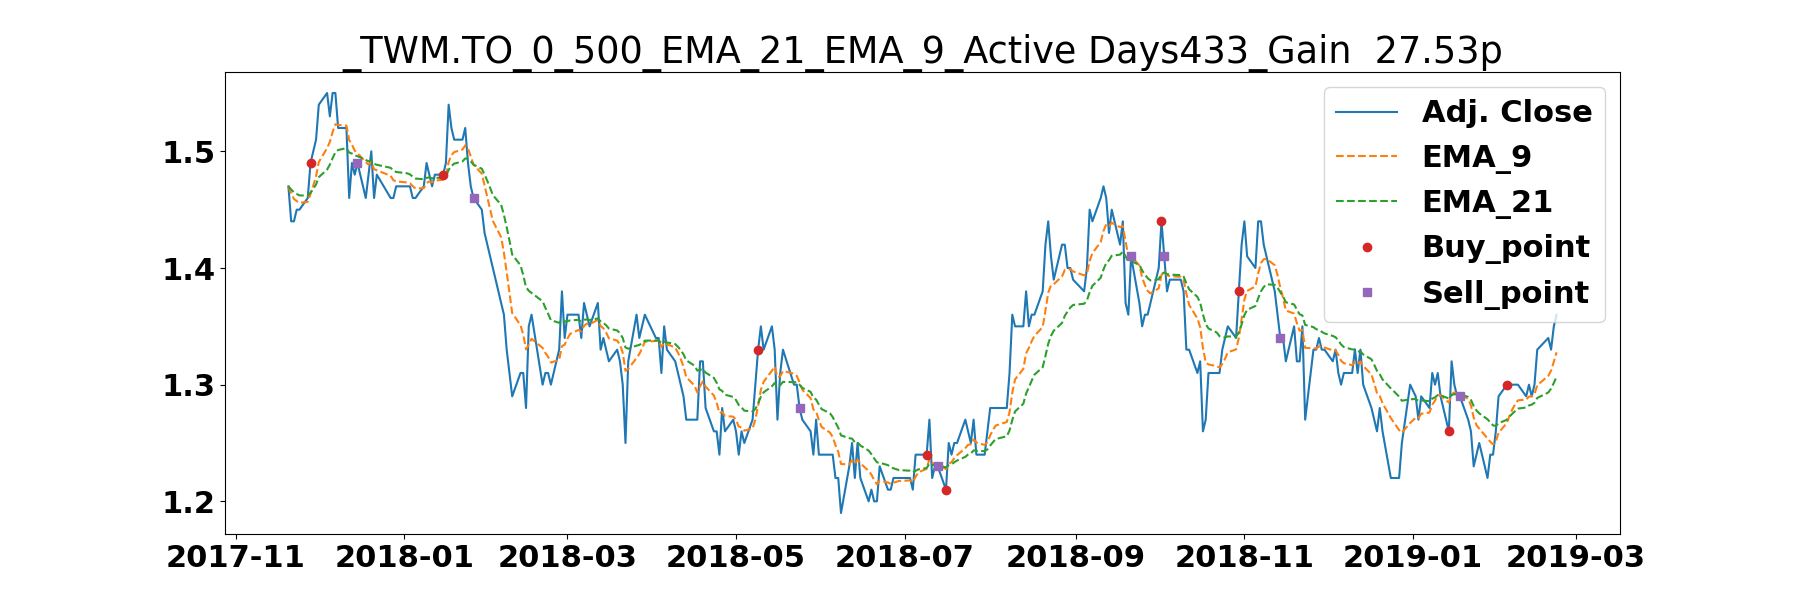 _TWM.TO_0_500_EMA_21_EMA_9_Active Days433_Gain  27.53p
Adj. Close
EMA_9
EMA_21
Buy_point
Sell_point
1.5
1.4
1.3
1.2
2017-11 2018-01 2018-03 2018-05 2018-07 2018-09 2018-11 2019-01 2019-03